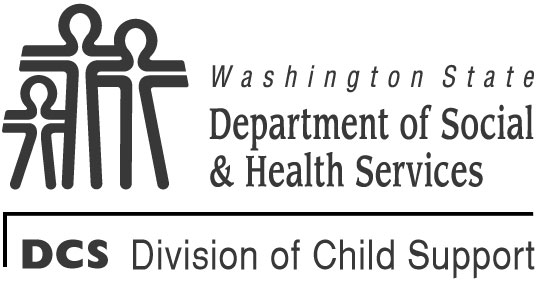 Washington State
Department of Social
& Health Services
DCS Division of Child Support